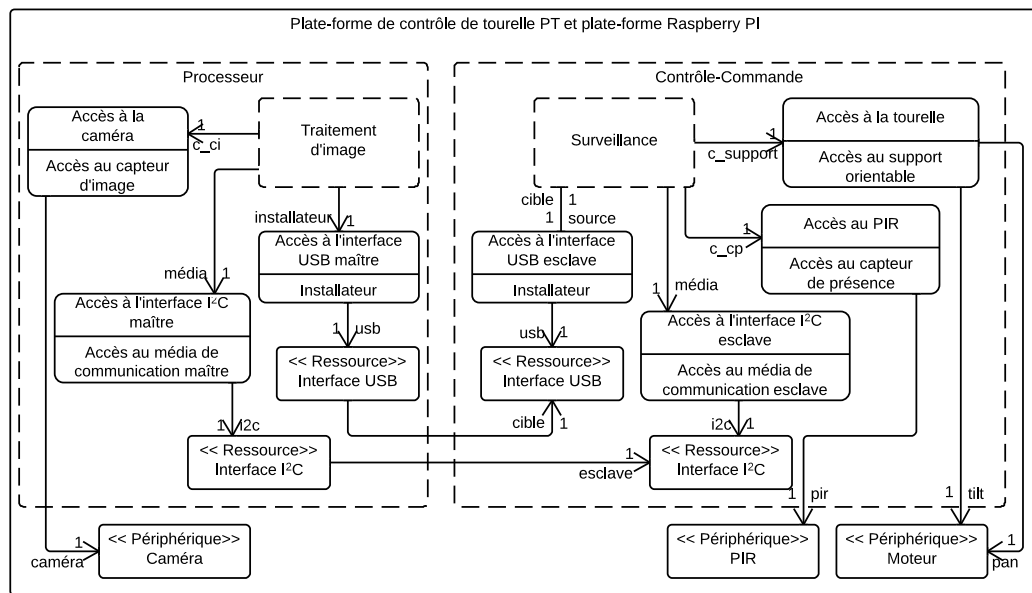 Plate-forme de contrôle de tourelle PT et plate-forme Raspberry PI
Processeur
Accès à la
caméra
Accès au capteur
d'image
1
c_ci
Traitement
d'image
installateur
1
Accès à l'interface
USB maître
Installateur
média
1
Accès à l'interface I²C
maître
Accès au média de
communication maître
1
usb
<< Ressource>>
Interface USB
1
I2c
<< Ressource>>
Interface I²C
Contrôle-Commande
Surveillance
1
c_support
Accès à la tourelle
Accès au support
orientable
cible
1
1
source
Accès à l'interface
USB esclave
Installateur
1
c_cp
Accès au PIR
Accès au capteur
de présence
1
média
Accès à l'interface I²C
esclave
Accès au média de
communication esclave
usb
1
<< Ressource>>
Interface USB
cible
1
i2c
1
<< Ressource>>
Interface I²C
1
esclave
1
caméra
<< Périphérique>>
Caméra
1
pir
<< Périphérique>>
PIR
1
tilt
<< Périphérique>>
Moteur
1
pan